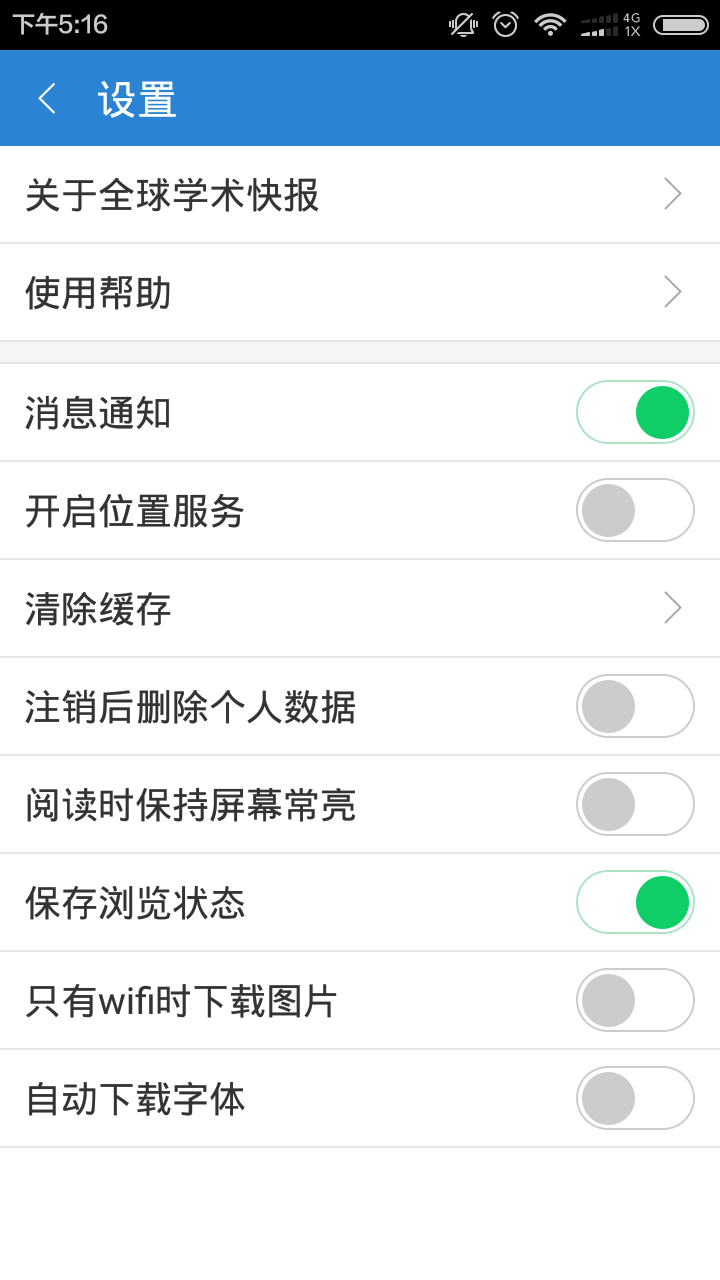 下午5:16
4G
1X
设置
关于全球学术快报
使用帮助
消息通知
开启位置服务
清除缓存
注销后删除个人数据
阅读时保持屏幕常亮
保存浏览状态
只有wifi时下载图片
自动下载字体